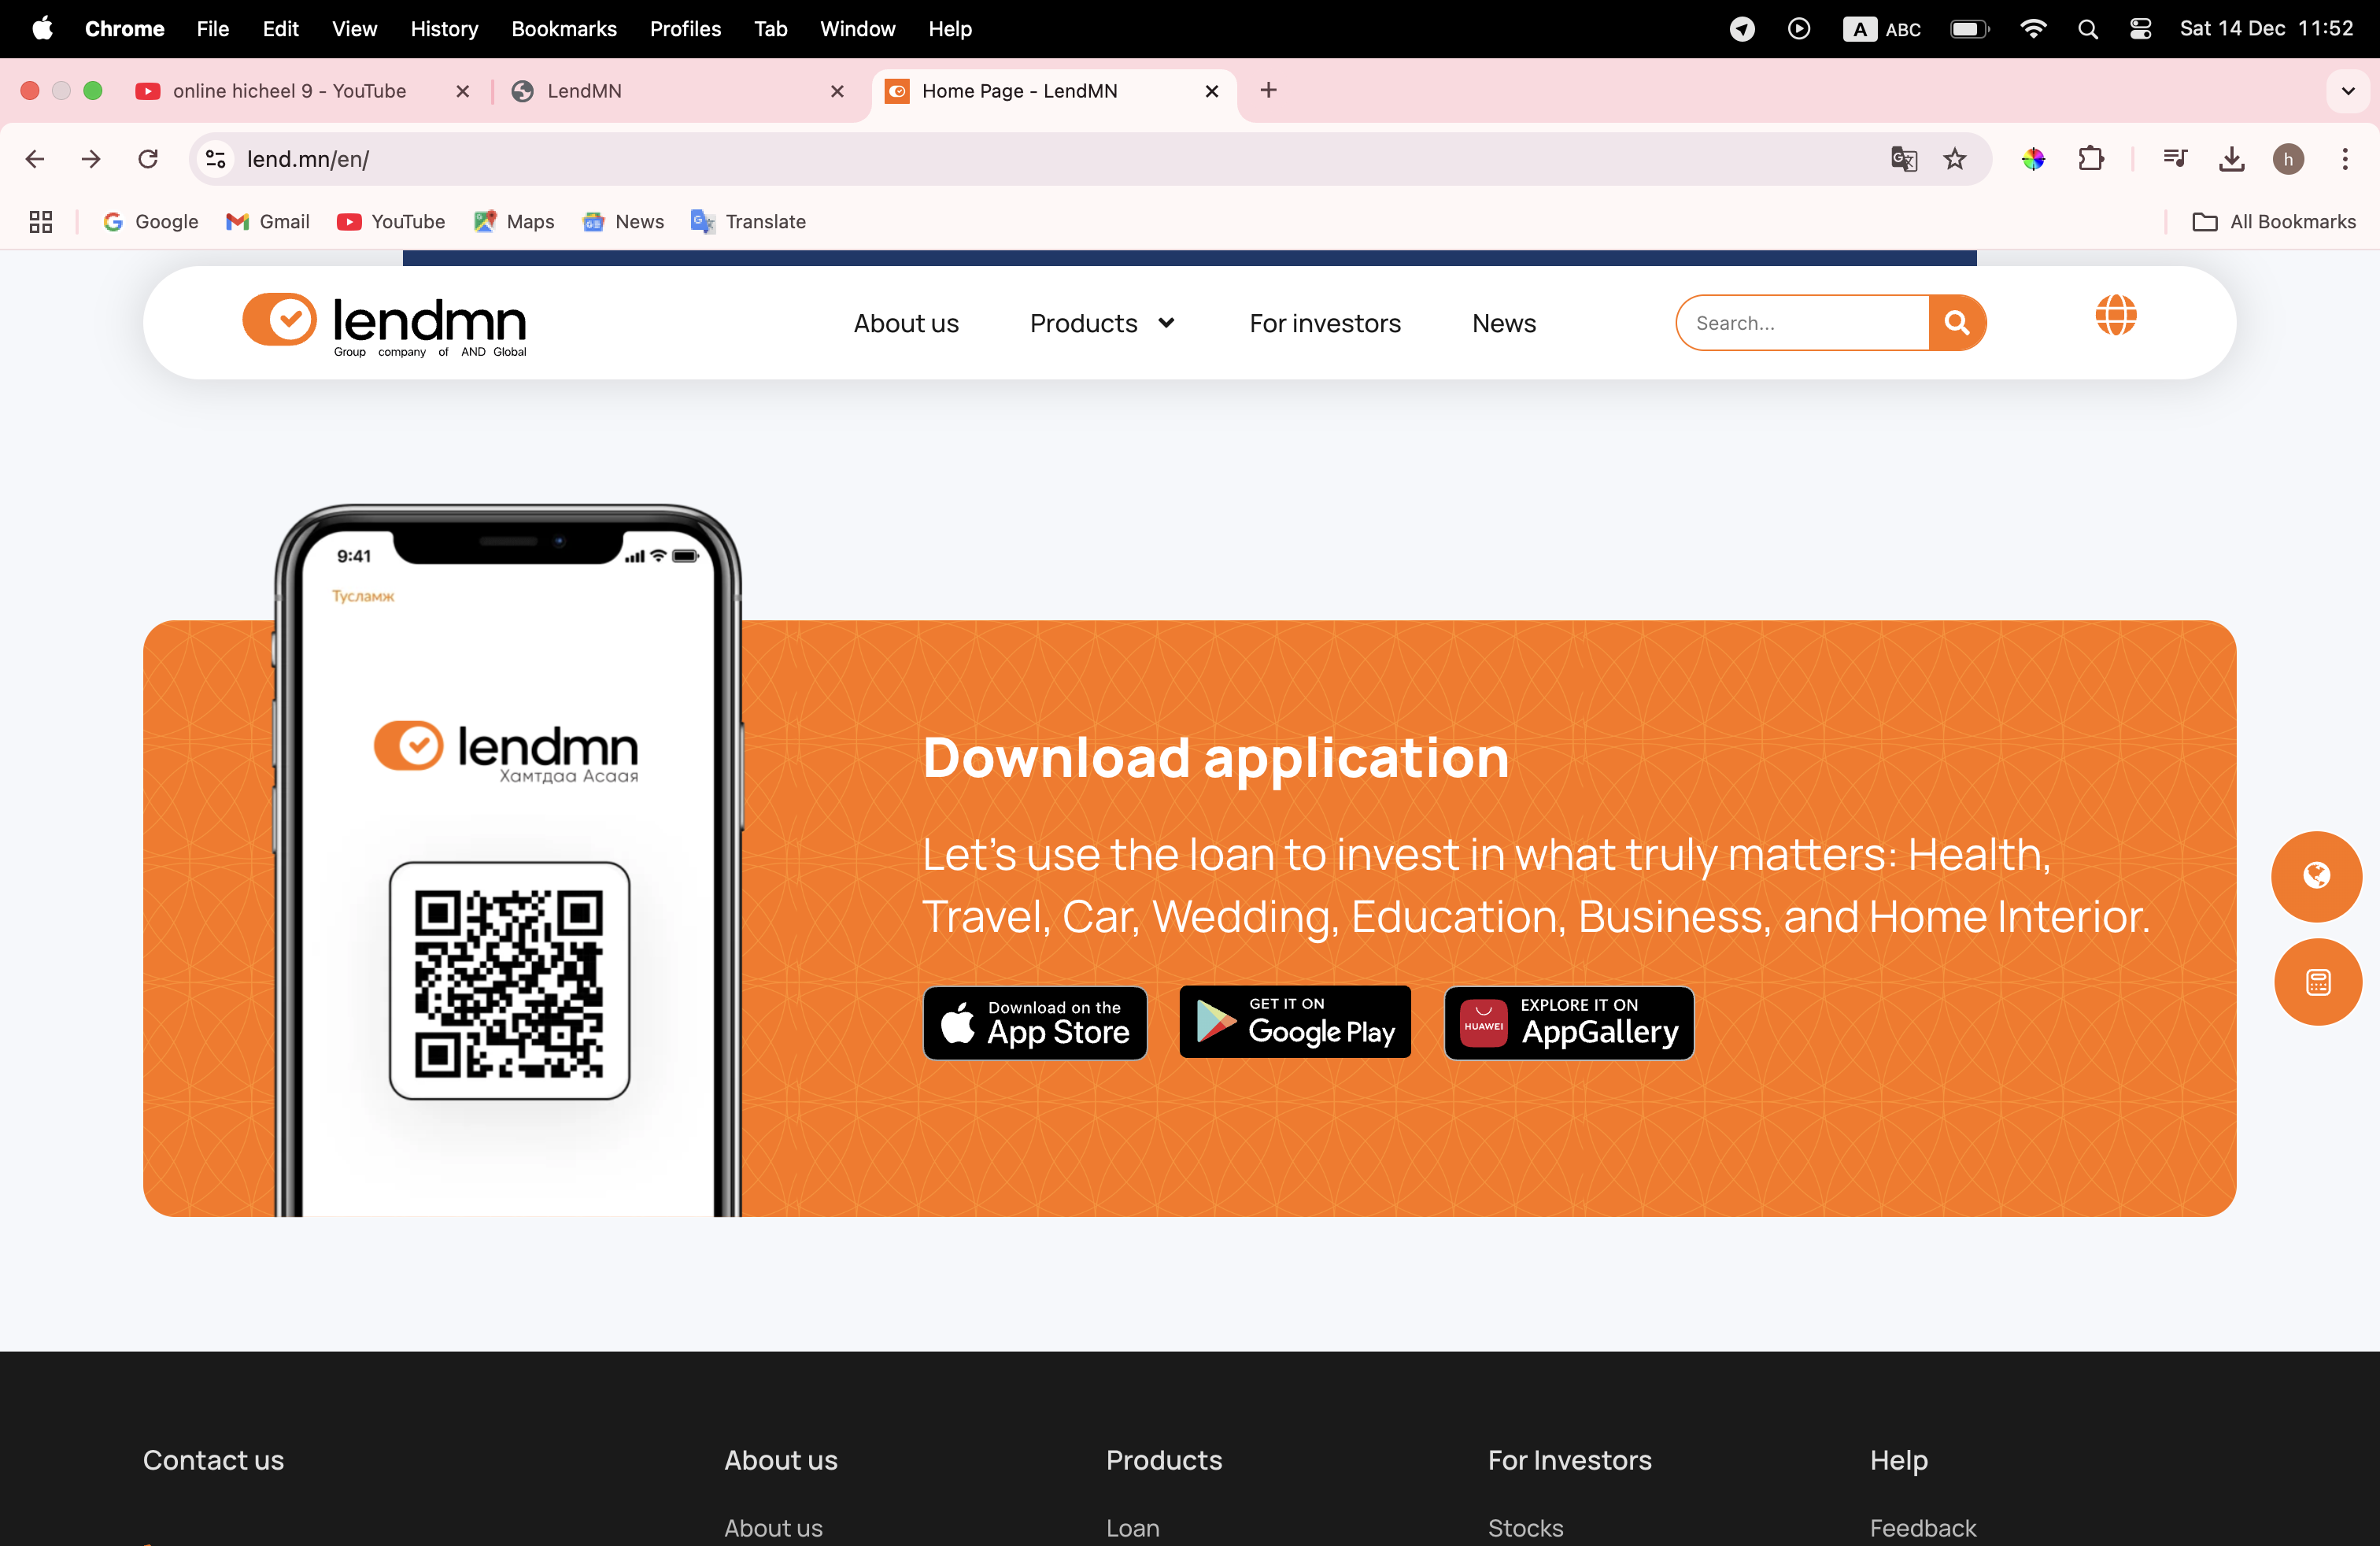 Chrome File Edit View History Bookmarks Profiles Tab Window Help A ABC Sat 14 Dec 11:52
online hicheel 9 - YouTube LendMN Home Page - LendMN
lend.mn/en/ h
Google Gmail YouTube Maps News Translate All Bookmarks
lendmn
Group company of AND Global
About us Products For investors News Search...
9:41
Тусламж
lendmn
Хамтдаа Асаая
Download application
Let's use the loan to invest in what truly matters: Health,
Travel, Car, Wedding, Education, Business, and Home Interior.
Download on the
App Store
GET IT ON
Google Play
HUAWEI
EXPLORE IT ON
AppGallery
Contact us About us Products For Investors Help
About us Loan Stocks Feedback